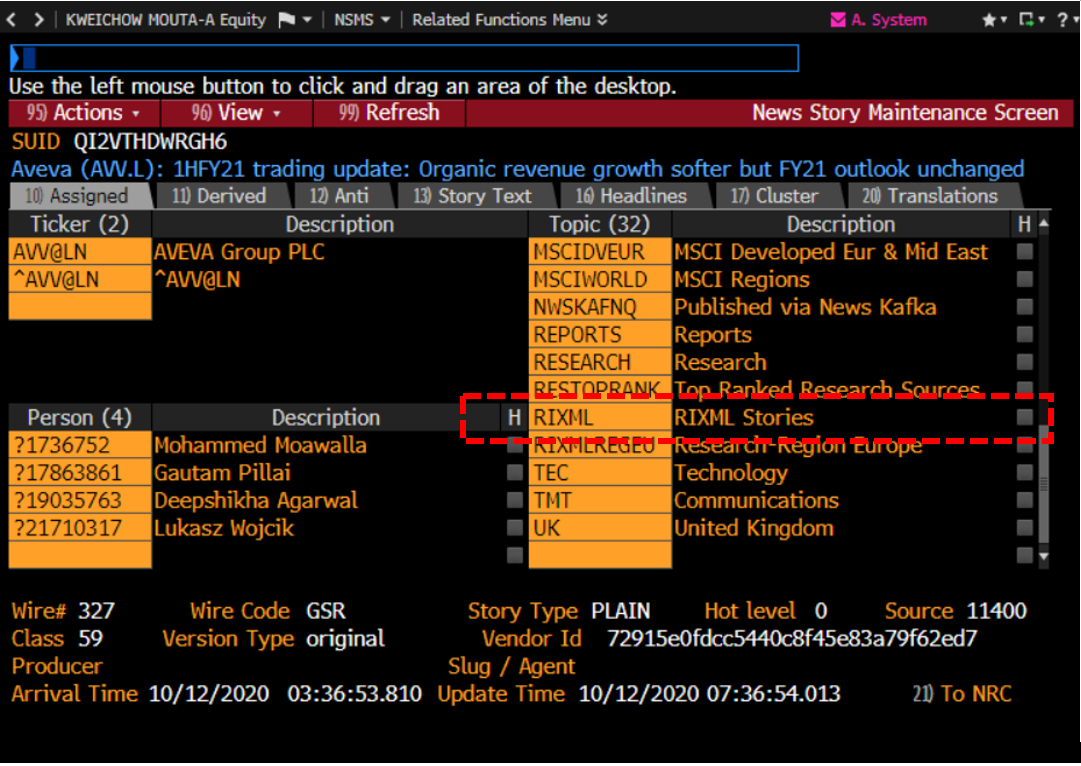 KWEICHOW MOUTA-A Equity NSMS Related Functions Menu A. System ?
Use the left mouse button to click and drag an area of the desktop.
95) Actions 96) View 99) Refresh News Story Maintenance Screen
SUID QI2VTHDWRGH6
Aveva (AVV.L): 1HFY21 trading update: Organic revenue growth softer but FY21 outlook unchanged
10) Assigned 11) Derived 12) Anti 13) Story Text 16) Headlines 17) Cluster 20) Translations
Ticker (2) Description Topic (32) Description H
AVV@LN AVEVA Group PLC MSCIDVEUR MSCI Developed Eur & Mid East
^AVV@LN ^AVV@LN MSCIWORLD MSCI Regions
NWSKAFNQ Published via News Kafka
REPORTS Reports
RESEARCH Research
RESTOPRANK Top Ranked Research Sources
Person (4) Description H RIXML RIXML Stories
?1736752 Mohammed Moawalla RIXMLREGEU Research-Region Europe
?17863861 Gautam Pillai TEC Technology
?19035763 Deepshikha Agarwal TMT Communications
?21710317 Lukasz Wojcik UK United Kingdom
Wire# 327 Wire Code GSR Story Type PLAIN Hot level 0 Source 11400
Class 59 Version Type original Vendor Id 72915e0fdcc5440c8f45e83a79f62ed7
Producer Slug / Agent
Arrival Time 10/12/2020 03:36:53.810 Update Time 10/12/2020 07:36:54.013 21) To NRC